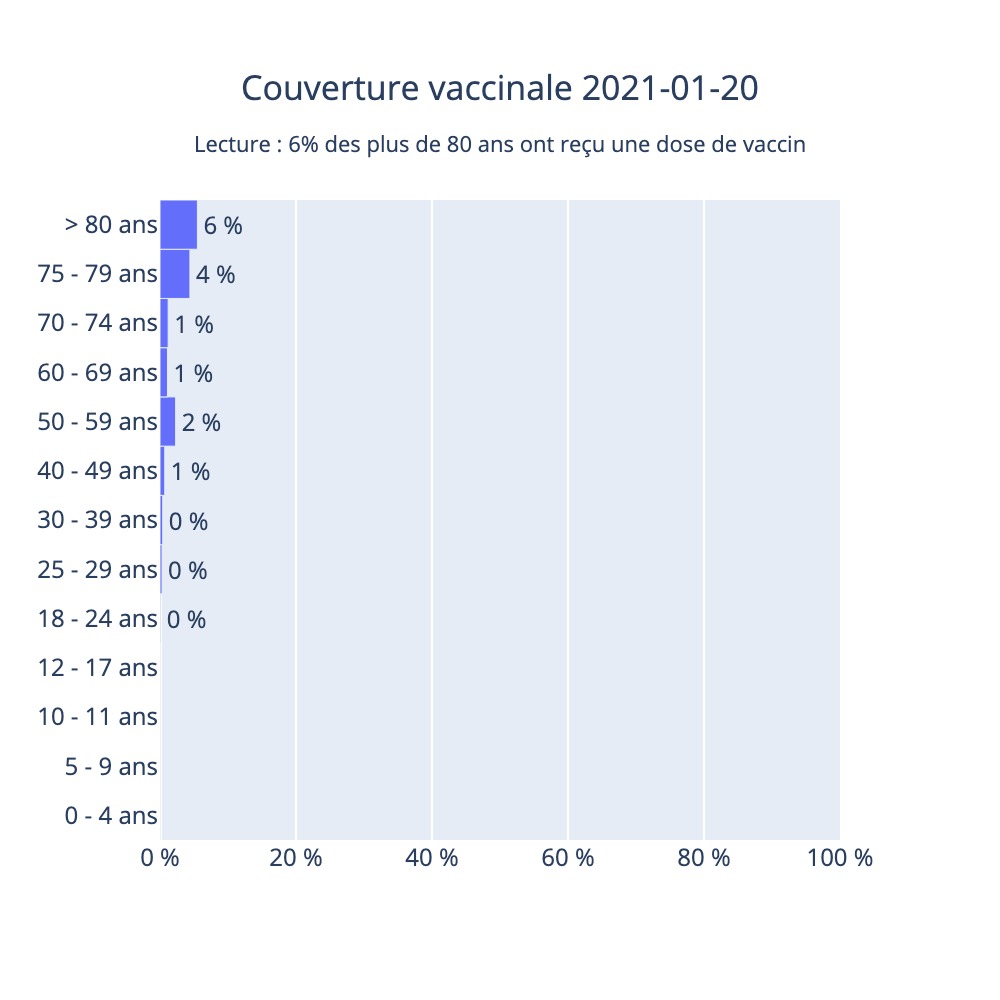 Couverture vaccinale 2021-01-20
Lecture : 6% des plus de 80 ans ont reçu une dose de vaccin
> 80 ans 6 %
75 - 79 ans 4 %
70 - 74 ans 1 %
60 - 69 ans 1 %
50 - 59 ans 2 %
40 - 49 ans 1 %
30 - 39 ans 0 %
25 - 29 ans 0 %
18 - 24 ans 0 %
12 - 17 ans
10 - 11 ans
5 - 9 ans
0 - 4 ans
0 % 20 % 40 % 60 % 80 % 100 %